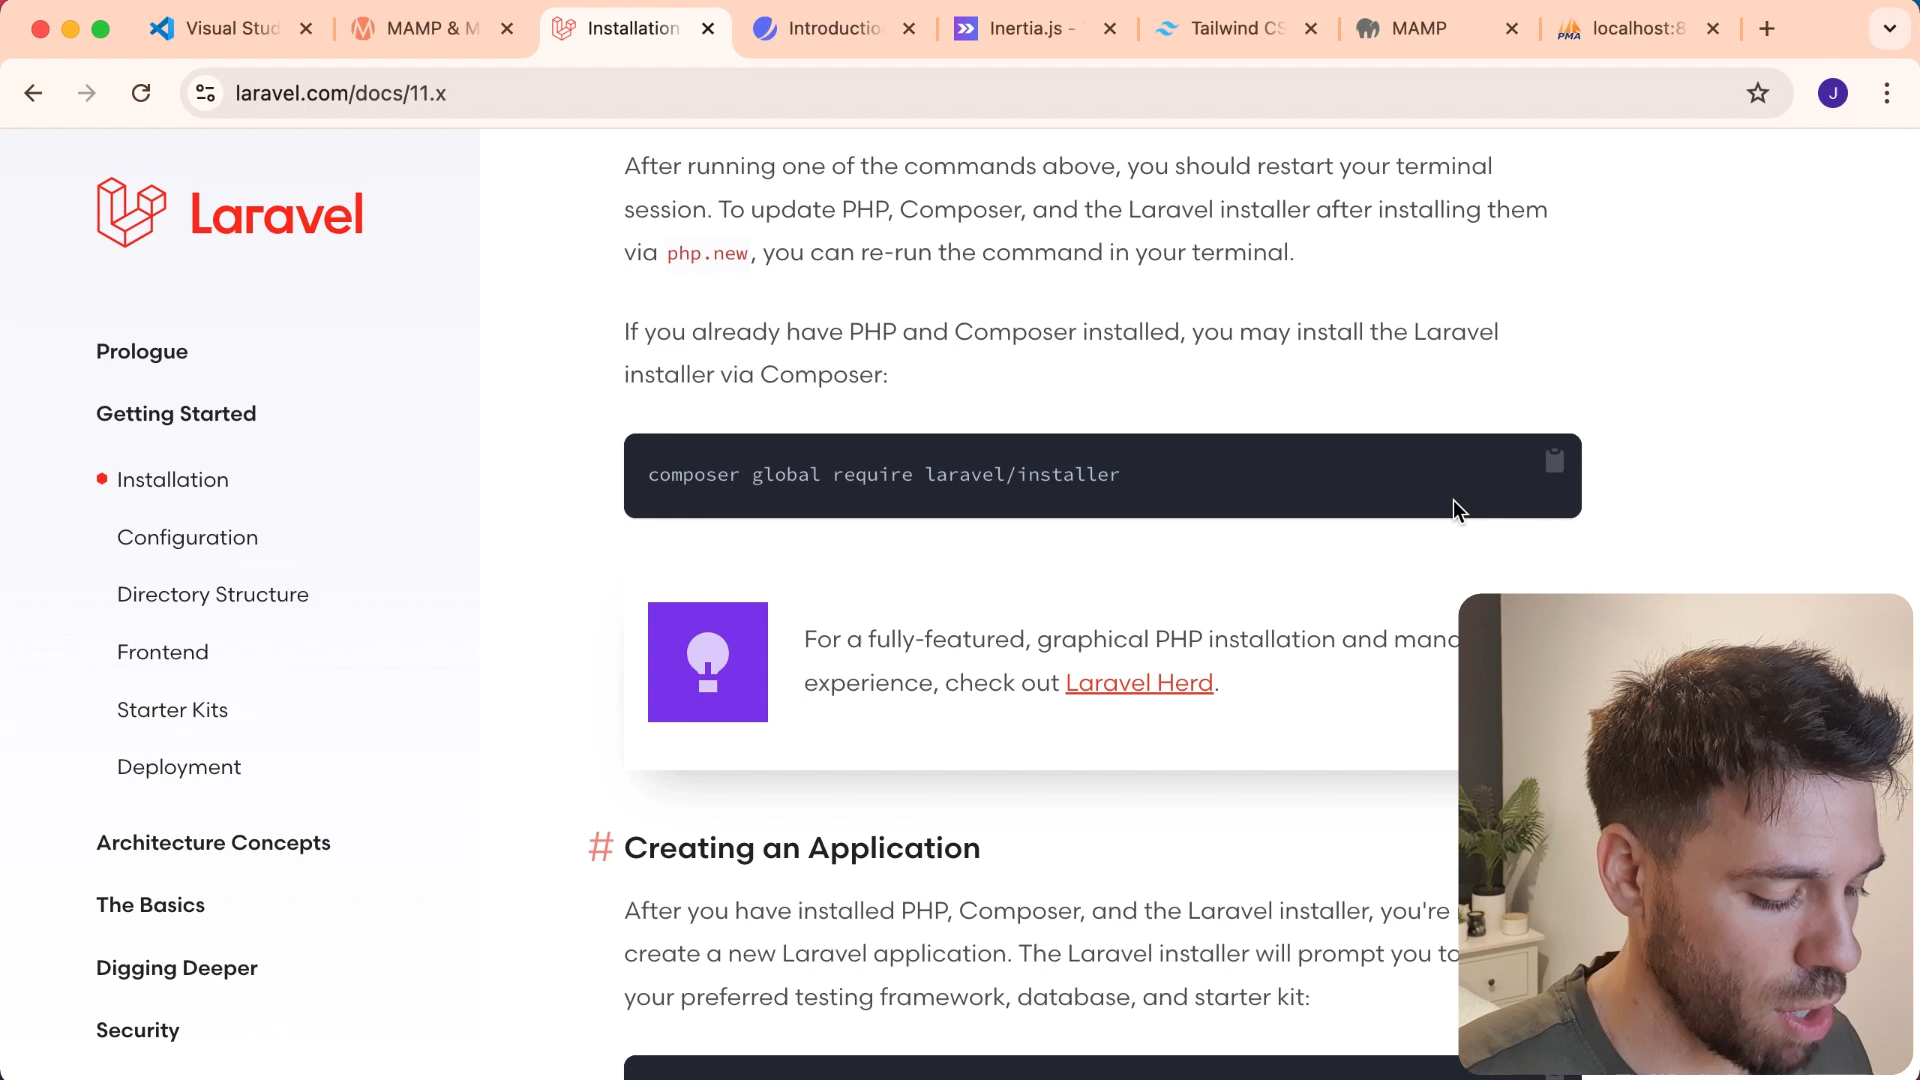 Visual Stud
MAMP & M
Installation
Introductio
Inertia.js -
Tailwind CS
MAMP
PMA
localhost:8
laravel.com/docs/11.x
J
Laravel
Prologue
Getting Started
Installation
Configuration
Directory Structure
Frontend
Starter Kits
Deployment
Architecture Concepts
The Basics
Digging Deeper
Security
After running one of the commands above, you should restart your terminal
session. To update PHP, Composer, and the Laravel installer after installing them
via php.new, you can re-run the command in your terminal.
If you already have PHP and Composer installed, you may install the Laravel
installer via Composer:
composer global require laravel/installer
For a fully-featured, graphical PHP installation and mana
experience, check out Laravel Herd.
# Creating an Application
After you have installed PHP, Composer, and the Laravel installer, you're
create a new Laravel application. The Laravel installer will prompt you to
your preferred testing framework, database, and starter kit: